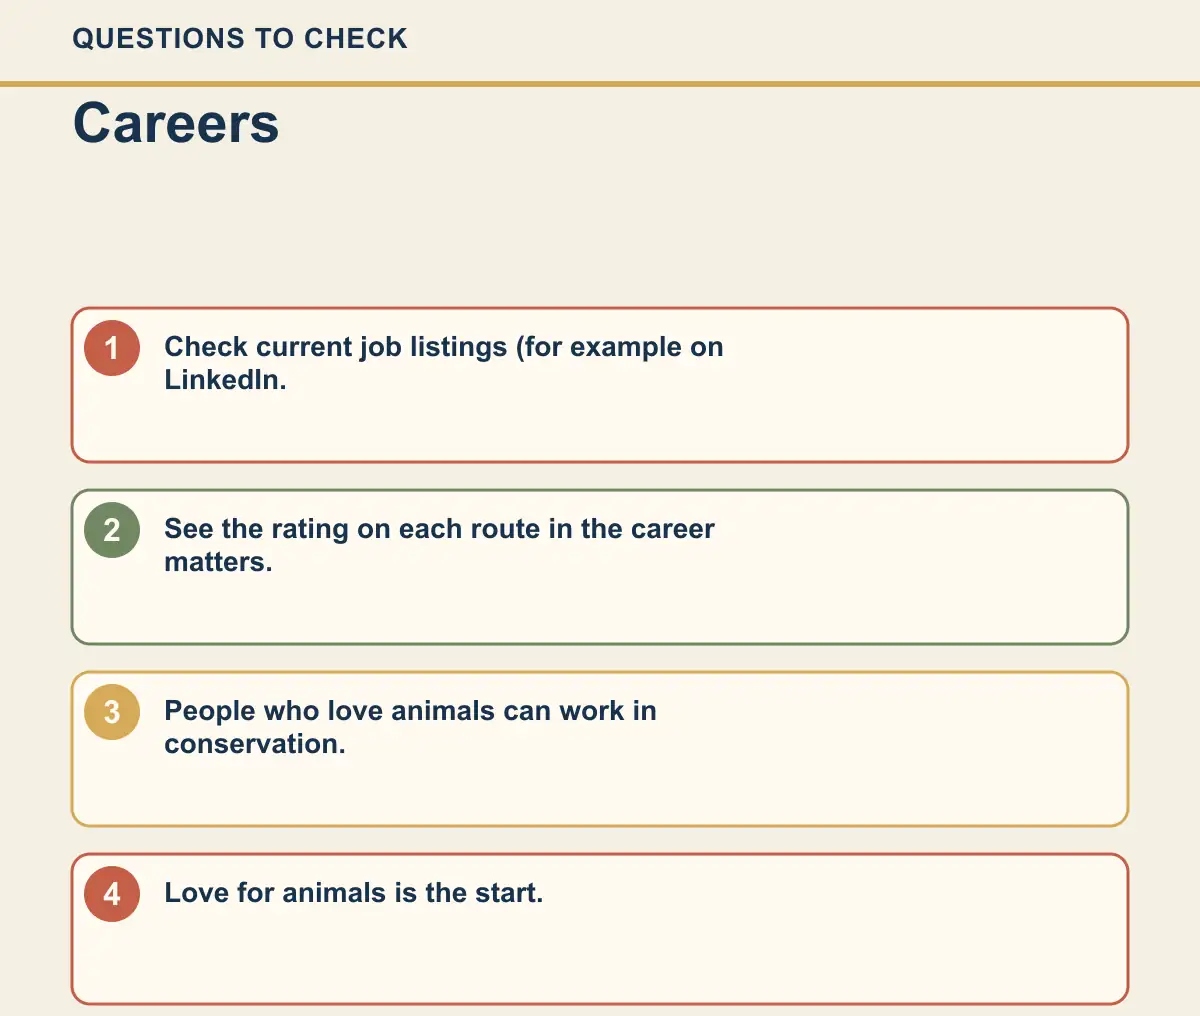 QUESTIONS TO CHECK
Careers
1
Check current job listings (for example on
LinkedIn.
2
See the rating on each route in the career
matters.
3
People who love animals can work in
conservation.
4
Love for animals is the start.